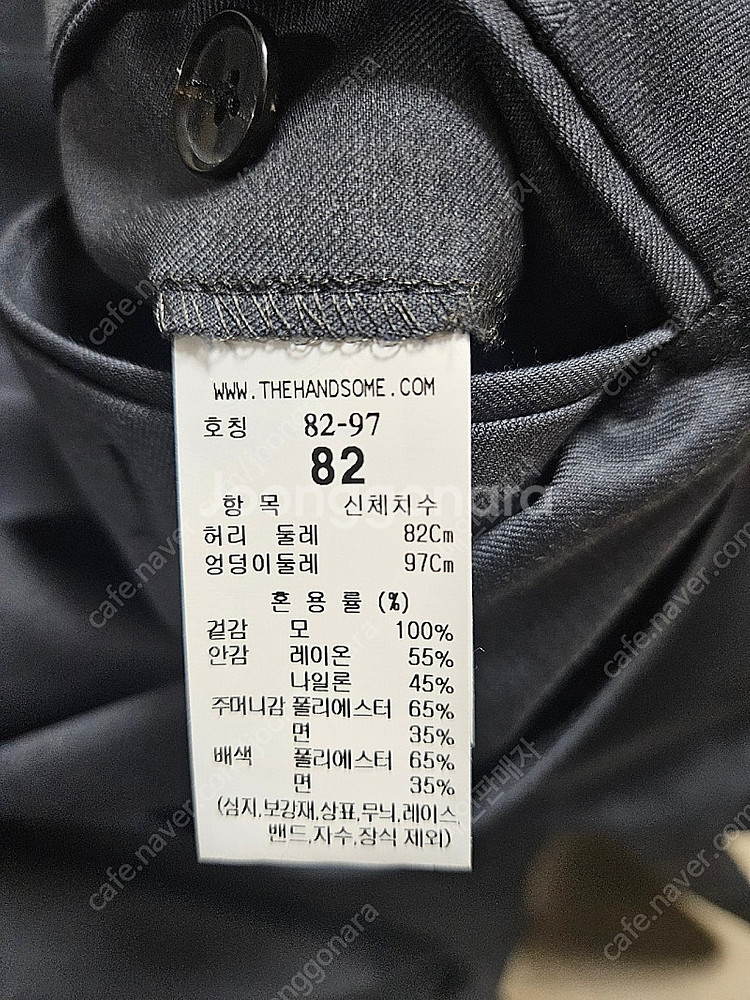 WWW.THEHANDSOME.COM
호칭 82-97
82
항 목 신체치수
허리 둘레 82Cm
엉덩이둘레 97Cm
혼 용 률 (%)
겉감 모 100%
안감 레이온 55%
나일론 45%
주머니감 폴리에스터 65%
면 35%
배색 폴리에스터 65%
면 35%
(심지,보강재,상표,무늬,레이스,
밴드,자수,장식 제외)
Joonggonara
cafe.naver.com